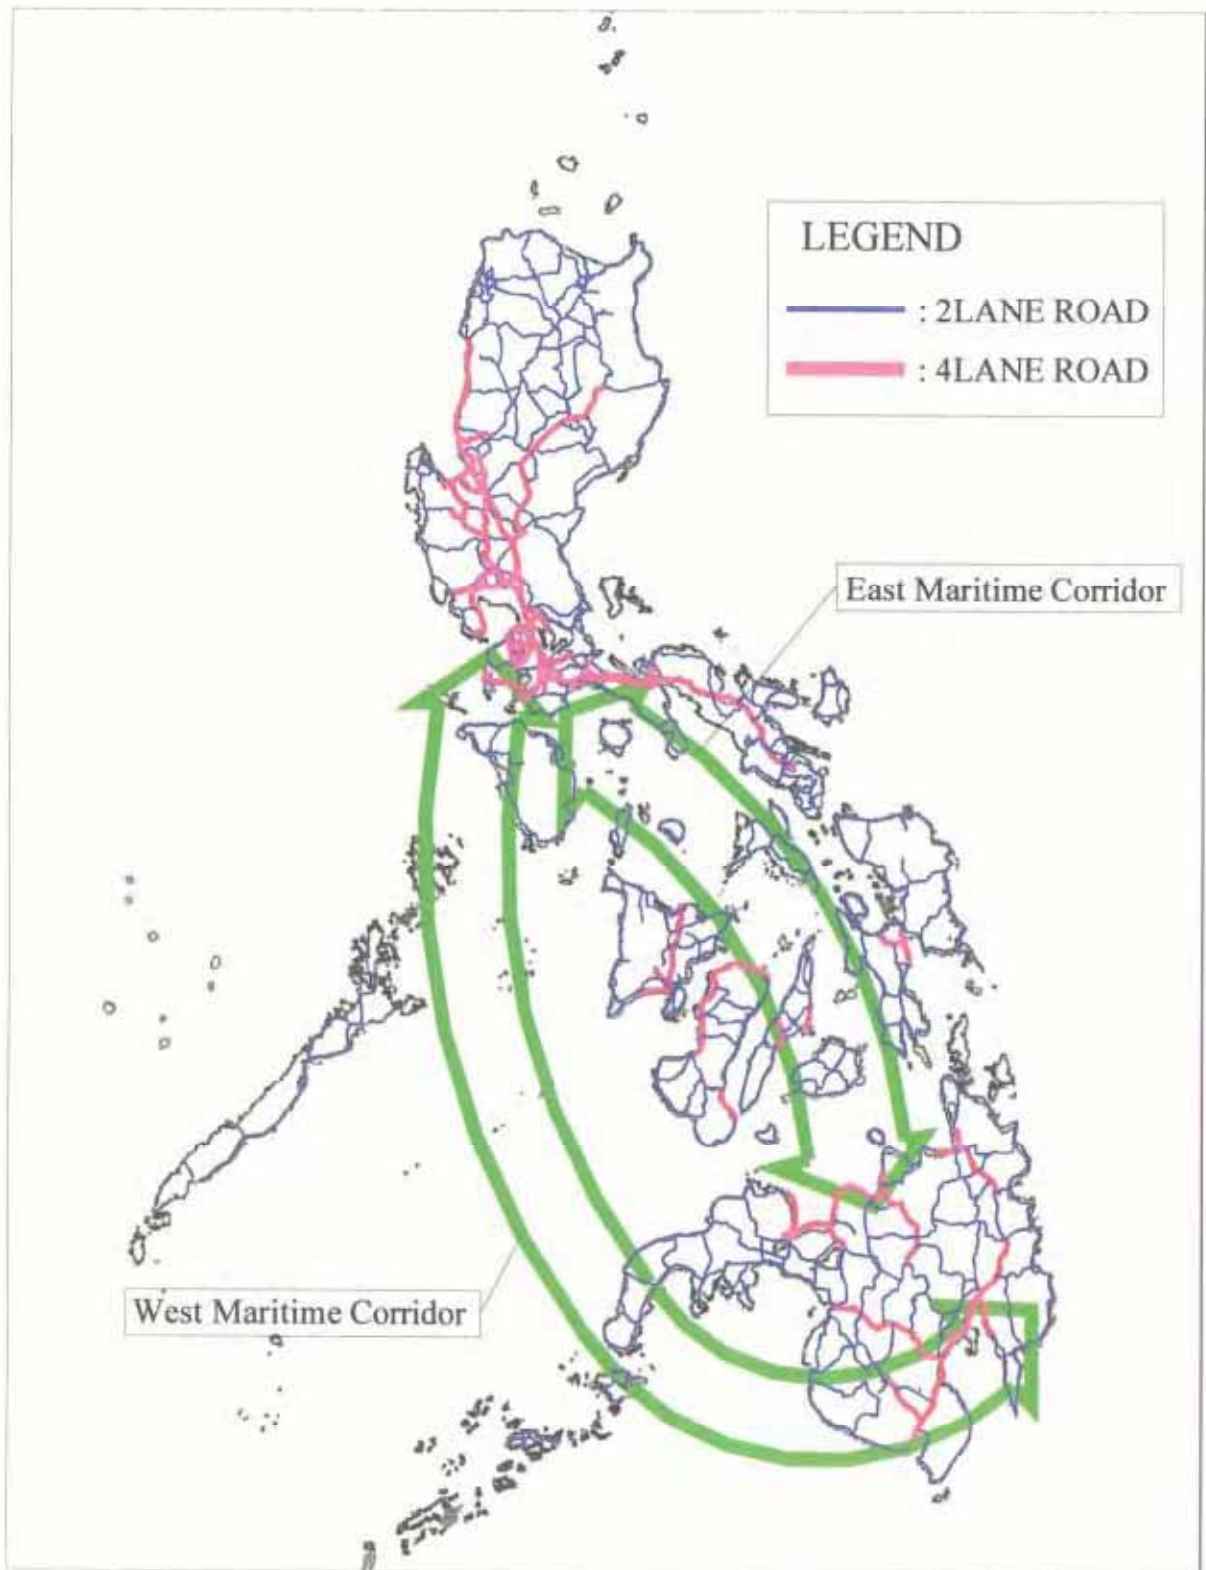 LEGEND
: 2LANE ROAD
: 4LANE ROAD
East Maritime Corridor
West Maritime Corridor